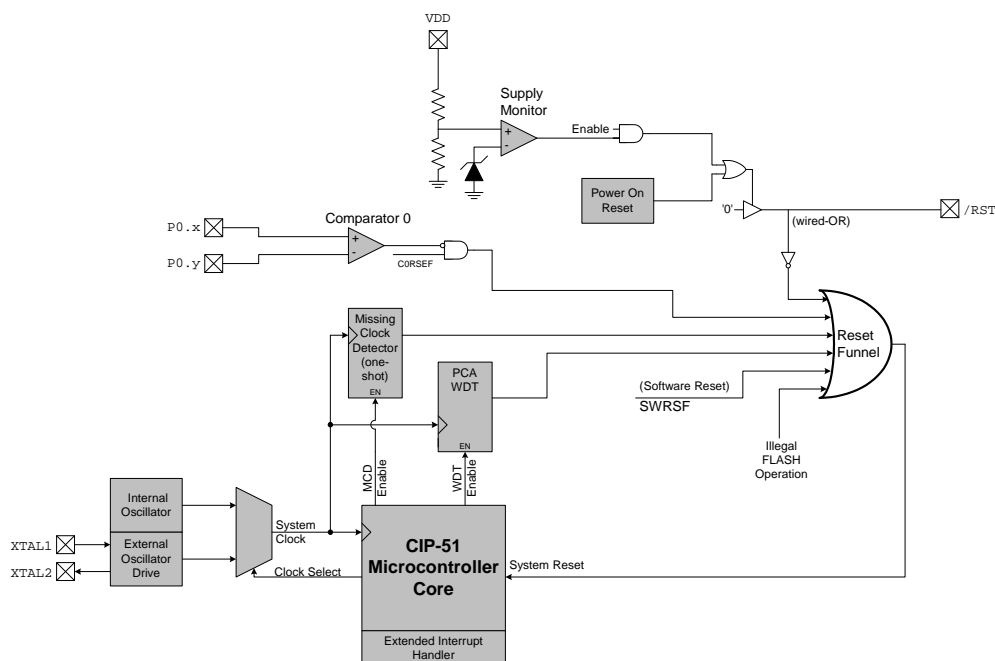 VDD
Supply
Monitor
+
-
Enable
Power On
Reset
'0'
(wired-OR)
/RST
P0.x
P0.y
Comparator 0
+
-
C0RSEF
Missing
Clock
Detector
(one-
shot)
EN
PCA
WDT
EN
Reset
Funnel
(Software Reset)
SWRSF
Illegal
FLASH
Operation
MCD
Enable
WDT
Enable
Internal
Oscillator
External
Oscillator
Drive
XTAL1
XTAL2
System
Clock
Clock Select
CIP-51
Microcontroller
Core
System Reset
Extended Interrupt
Handler